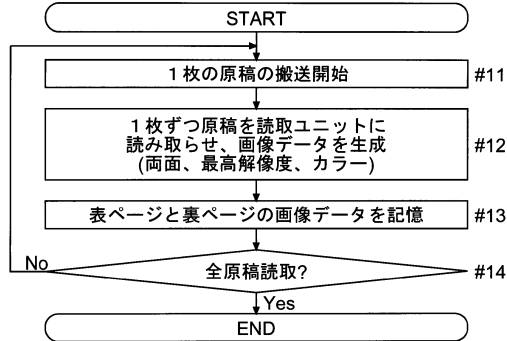 START
1枚の原稿の搬送開始
#11
1枚ずつ原稿を読取ユニットに
読み取らせ、画像データを生成
(両面、最高解像度、カラー)
#12
表ページと裏ページの画像データを記憶
#13
No
全原稿読取?
#14
Yes
END